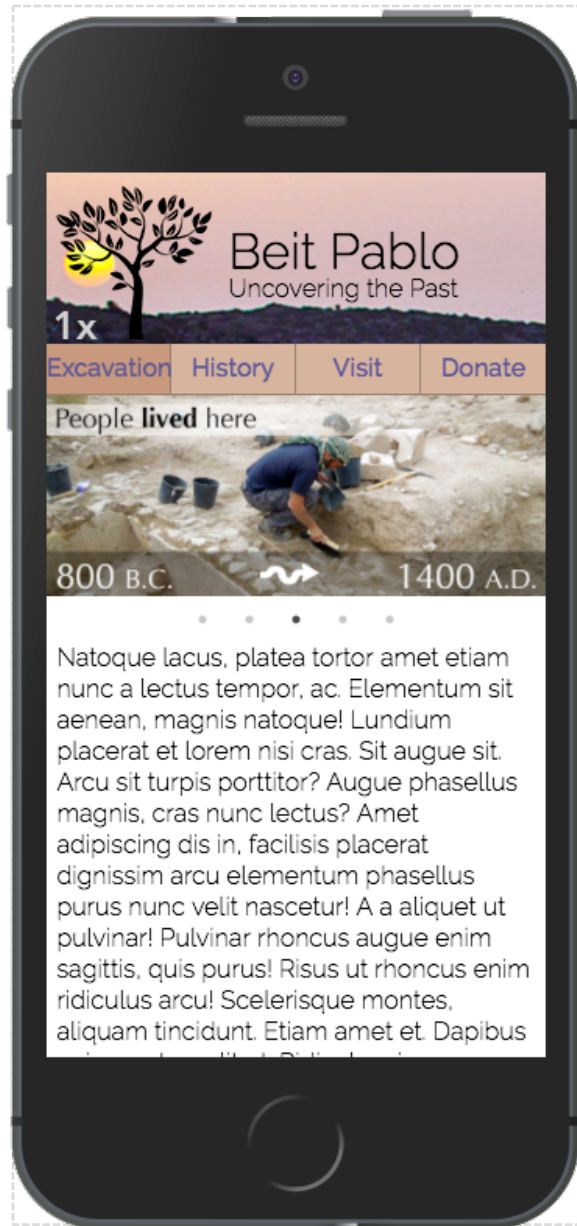 Beit Pablo
Uncovering the Past
1x
Excavation History Visit Donate
People lived here
800 B.C. 1400 A.D.
Natoque lacus, platea tortor amet etiam
nunc a lectus tempor, ac. Elementum sit
aenean, magnis natoque! Lundium
placerat et lorem nisi cras. Sit augue sit.
Arcu sit turpis porttitor? Augue phasellus
magnis, cras nunc lectus? Amet
adipiscing dis in, facilisis placerat
dignissim arcu elementum phasellus
purus nunc velit nascetur! A a aliquet ut
pulvinar! Pulvinar rhoncus augue enim
sagittis, quis purus! Risus ut rhoncus enim
ridiculus arcu! Scelerisque montes,
aliquam tincidunt. Etiam amet et. Dapibus